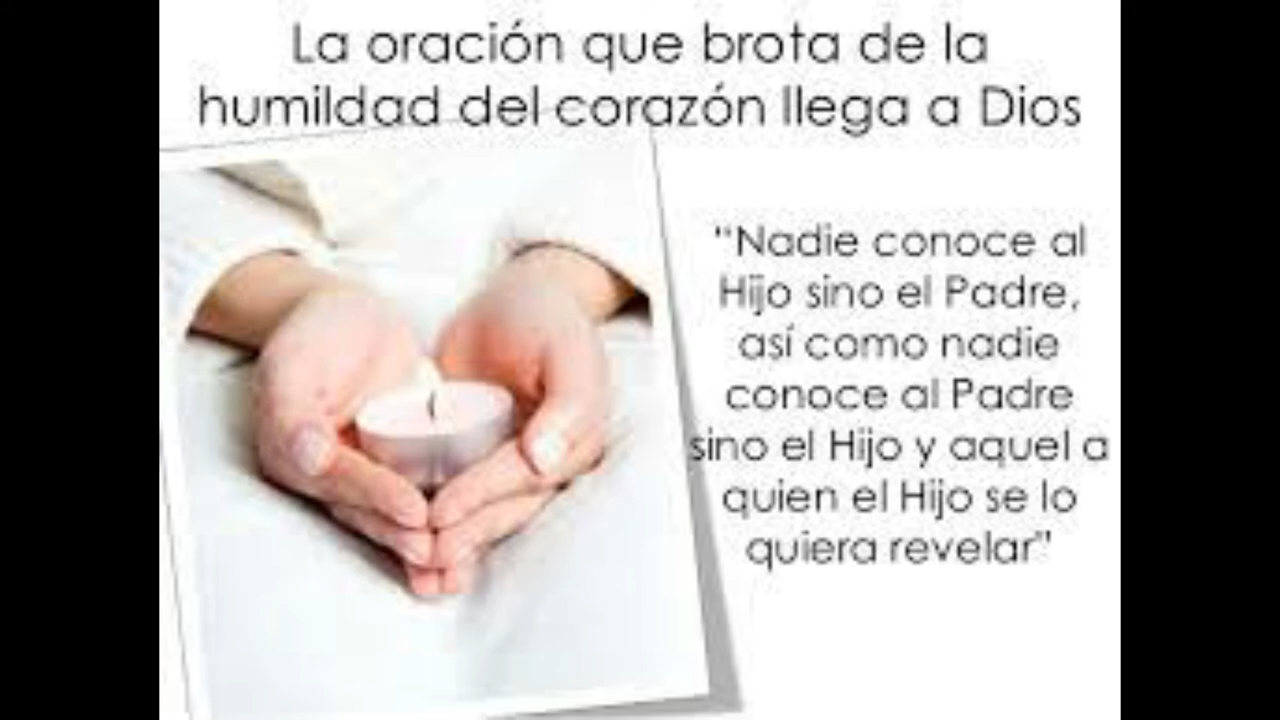 La oración que brota de la
humildad del corazón llega a Dios
“Nadie conoce al
Hijo sino el Padre,
así como nadie
conoce al Padre
sino el Hijo y aquel a
quien el Hijo se lo
quiera revelar”